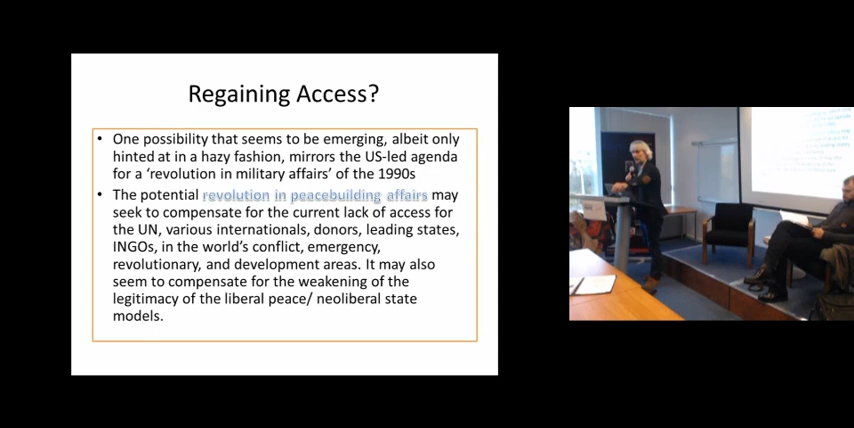 Regaining Access?
• One possibility that seems to be emerging, albeit only
hinted at in a hazy fashion, mirrors the US-led agenda
for a ‘revolution in military affairs’ of the 1990s
• The potential revolution in peacebuilding affairs may
seek to compensate for the current lack of access for
the UN, various internationals, donors, leading states,
INGOs, in the world’s conflict, emergency,
revolutionary, and development areas. It may also
seem to compensate for the weakening of the
legitimacy of the liberal peace/ neoliberal state
models.